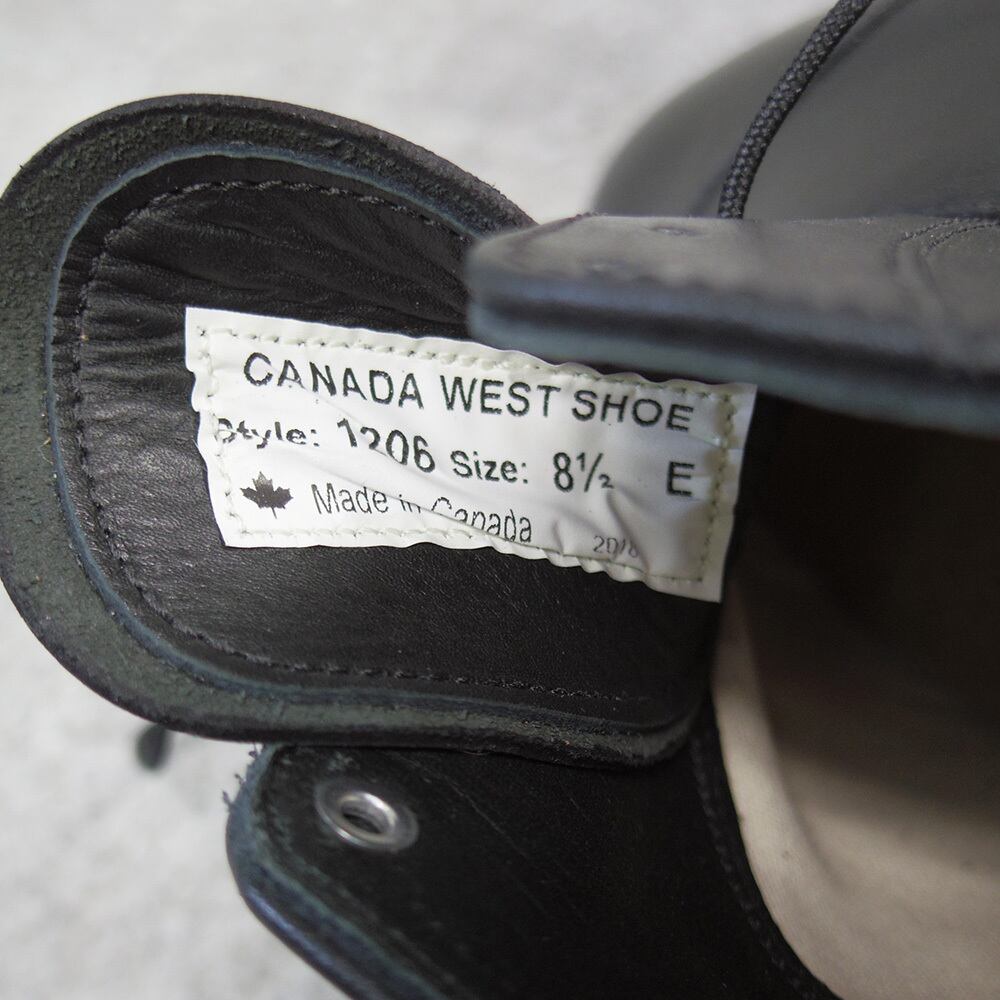 CANADA WEST SHOE
Style: 1206 Size: 8½ E
Made in Canada